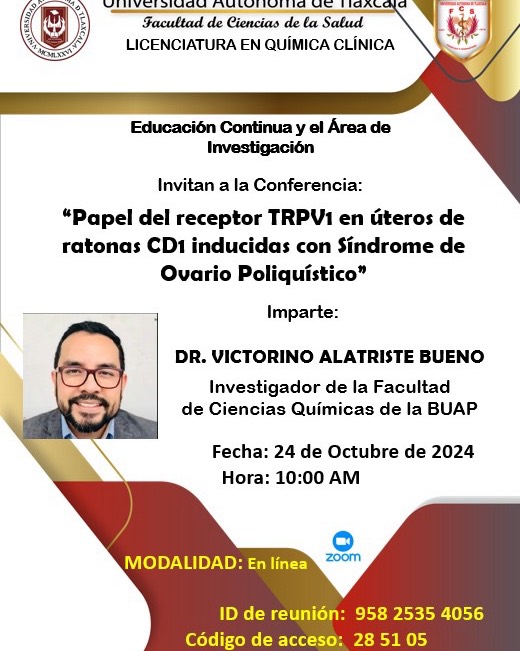 Universidad Autónoma de Tlaxcala
Facultad de Ciencias de la Salud
LICENCIATURA EN QUÍMICA CLÍNICA
Educación Continua y el Área de
Investigación
Invitan a la Conferencia:
“Papel del receptor TRPV1 en úteros de
ratonas CD1 inducidas con Síndrome de
Ovario Poliquístico”
Imparte:
DR. VICTORINO ALATRISTE BUENO
Investigador de la Facultad
de Ciencias Químicas de la BUAP
Fecha: 24 de Octubre de 2024
Hora: 10:00 AM
zoom
MODALIDAD: En línea
ID de reunión: 958 2535 4056
Código de acceso: 28 51 05